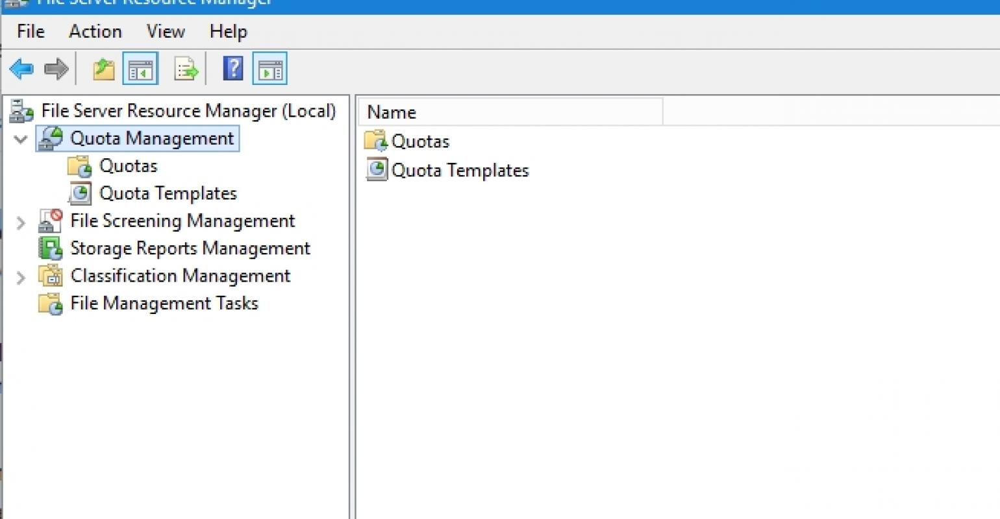 File Server Resource Manager
File Action View Help
File Server Resource Manager (Local)
Quota Management
Quotas
Quota Templates
File Screening Management
Storage Reports Management
Classification Management
File Management Tasks
Name
Quotas
Quota Templates